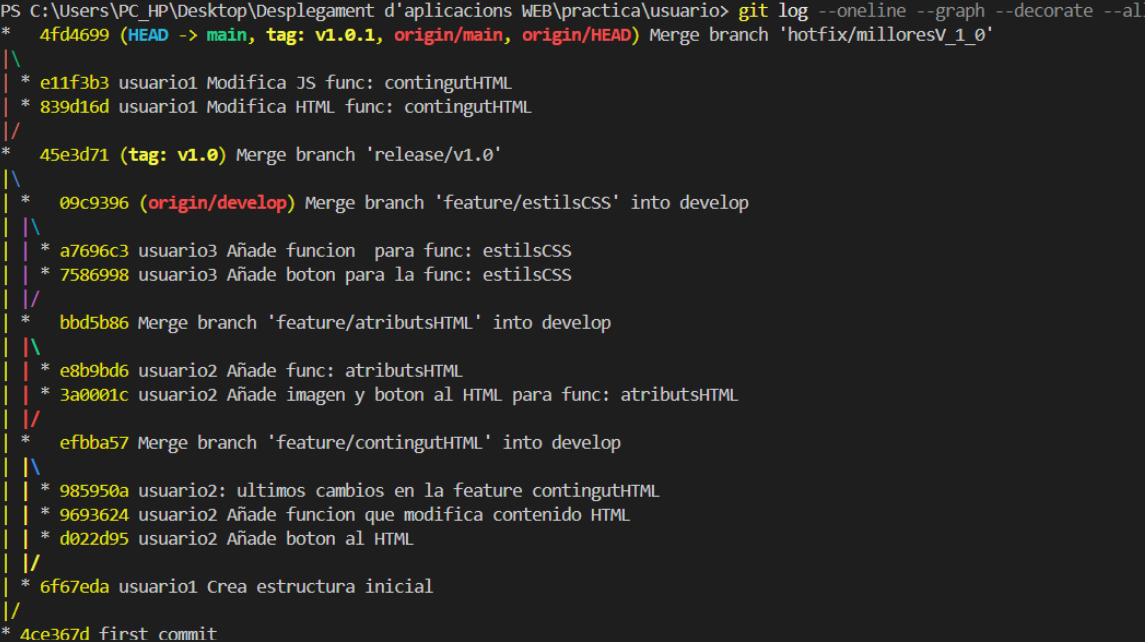 PS C:\Users\PC_HP\Desktop\Desplegament d'aplicacions WEB\practica\usuario> git log --oneline --graph --decorate --all
*   4fd4699 (HEAD -> main, tag: v1.0.1, origin/main, origin/HEAD) Merge branch 'hotfix/milloresV_1_0'
|\
| * e11f3b3 usuario1 Modifica JS func: contingutHTML
| * 839d16d usuario1 Modifica HTML func: contingutHTML
|/
*   45e3d71 (tag: v1.0) Merge branch 'release/v1.0'
|\
| *   09c9396 (origin/develop) Merge branch 'feature/estilsCSS' into develop
| |\
| | * a7696c3 usuario3 Añade funcion  para func: estilsCSS
| | * 7586998 usuario3 Añade boton para la func: estilsCSS
| |/
| *   bbd5b86 Merge branch 'feature/atributsHTML' into develop
| |\
| | * e8b9bd6 usuario2 Añade func: atributsHTML
| | * 3a0001c usuario2 Añade imagen y boton al HTML para func: atributsHTML
| |/
| *   efbba57 Merge branch 'feature/contingutHTML' into develop
| |\
| | * 985950a usuario2: ultimos cambios en la feature contingutHTML
| | * 9693624 usuario2 Añade funcion que modifica contenido HTML
| | * d022d95 usuario2 Añade boton al HTML
| |/
| * 6f67eda usuario1 Crea estructura inicial
|/
* 4ce367d first commit